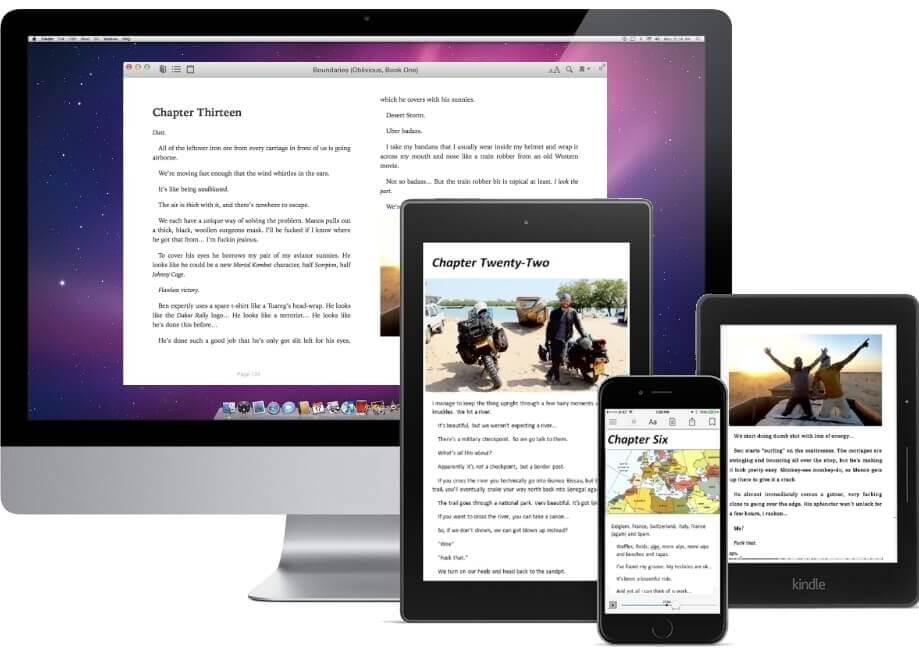 Boundaries (Oblivious, Book One)
AA
Chapter Thirteen
Dust.
All of the leftover iron ore from every carriage in front of us is going
airborne.
We're moving fast enough that the wind whistles in the ears.
It's like being sandblasted.
The air is thick with it, and there's nowhere to escape.
We each have a unique way of solving the problem. Manos pulls out
a thick, black, woollen surgeons mask. I'll be fucked if I know where
he got that from... I'm fuckin jealous.
To cover his eyes he borrows my pair of my aviator sunnies. He
looks like he could be a new Mortal Kombat character, half Scorpion, half
Johnny Cage.
Flawless victory.
Ben expertly uses a spare t-shirt like a Tuareg's head-wrap. He looks
like the Dakar Rally logo... He looks like a terrorist... He looks like
he's done this before...
He's done such a good job that he's only got slit left for his eyes,
which he covers with his sunnies.
Desert Storm.
Uber badass.
I take my bandana that I usually wear inside my helmet and wrap it
across my mouth and nose like a train robber from an old Western
movie.
Not so badass... But the train robber bit is topical at least. I look the
part.
We're
Chapter Twenty-Two
I manage to keep the thing upright through a few hairy moments
knuckles. We hit a river.
It's beautiful, but we weren't expecting a river...
There's a military checkpoint. So we go talk to them.
What's all this about?
Apparently it's not a checkpoint, but a border post.
If you cross the river you technically go into Guinea Bissau, but
trail, you'll eventually snake your way north back into Senegal
The trail goes through a national park. Very beautiful. It's got
If you want to cross the river, you can take a canoe...
So, if we don't drown, we can get blown up instead?
"Yep"
"Fuck that."
We turn on our heels and head back to the sandpit.
Aa
Chapter Six
Belgium, France, Switzerland, Italy, France
(again) and Spain.
Waffles, fields, alps, more alps, more alps
and beaches and tapas.
I've found my groove. My testicles are ok...
It's been a beautiful ride.
And yet all I can think of is work...
We start doing dumb shit with loss of energy...
Ben starts "surfing" on the mattresses. The carriages are
swinging and bouncing all over the shop, but he's making
it look pretty easy. Monkey-see monkey-do, so Manos gets
up there to give it a crack
He almost immediately comes a gutser, very fucking
close to going over the edge. His sphincter won't unlock for
a few hours, I reckon...
Me?
Fuck that.
kindle